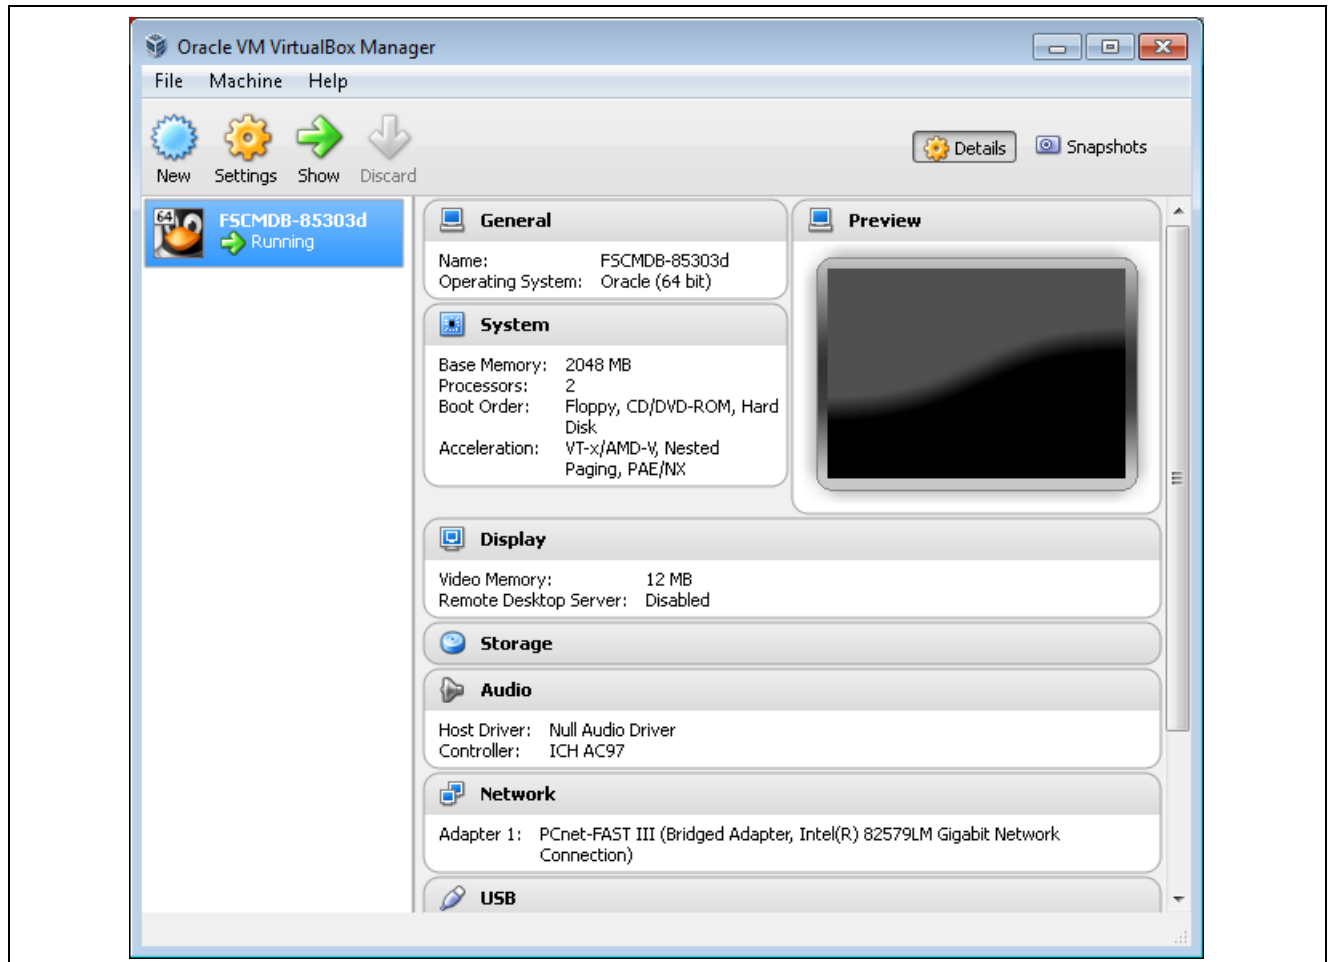 Oracle VM VirtualBox Manager
File Machine Help
New Settings Show Discard
Details Snapshots
64
FSCMDB-85303d
Running
General
Name: FSCMDB-85303d
Operating System: Oracle (64 bit)
Preview
System
Base Memory: 2048 MB
Processors: 2
Boot Order: Floppy, CD/DVD-ROM, Hard
Disk
Acceleration: VT-x/AMD-V, Nested
Paging, PAE/NX
Display
Video Memory: 12 MB
Remote Desktop Server: Disabled
Storage
Audio
Host Driver: Null Audio Driver
Controller: ICH AC97
Network
Adapter 1: PCnet-FAST III (Bridged Adapter, Intel(R) 82579LM Gigabit Network
Connection)
USB